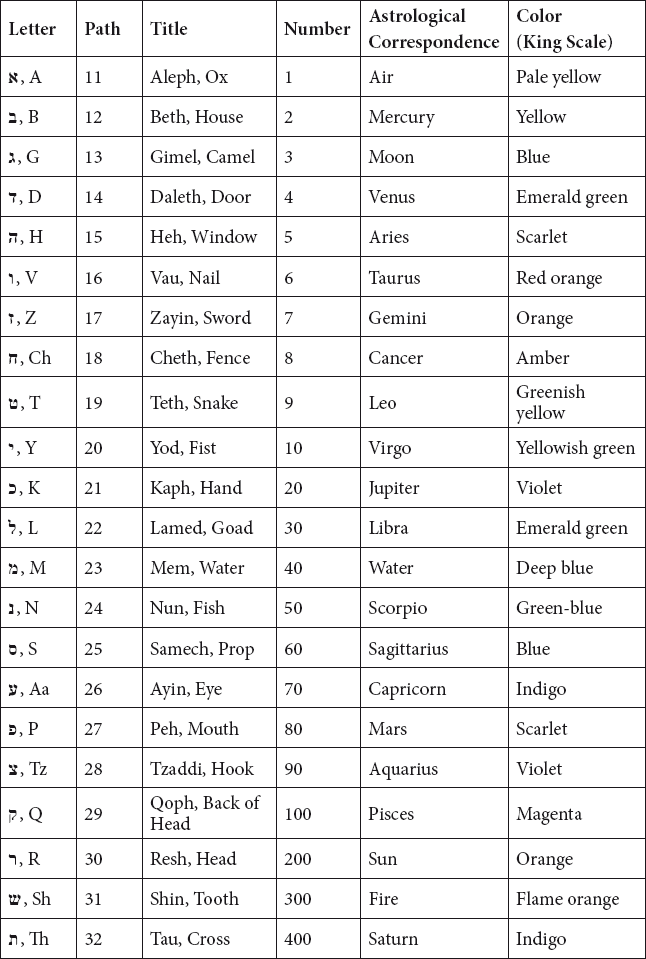 Letter Path Title Number Astrological Correspondence Color (King Scale)
א, A 11 Aleph, Ox 1 Air Pale yellow
ב, B 12 Beth, House 2 Mercury Yellow
ג, G 13 Gimel, Camel 3 Moon Blue
ד, D 14 Daleth, Door 4 Venus Emerald green
ה, H 15 Heh, Window 5 Aries Scarlet
ו, V 16 Vau, Nail 6 Taurus Red orange
ז, Z 17 Zayin, Sword 7 Gemini Orange
ח, Ch 18 Cheth, Fence 8 Cancer Amber
ט, T 19 Teth, Snake 9 Leo Greenish yellow
י, Y 20 Yod, Fist 10 Virgo Yellowish green
כ, K 21 Kaph, Hand 20 Jupiter Violet
ל, L 22 Lamed, Goad 30 Libra Emerald green
מ, M 23 Mem, Water 40 Water Deep blue
נ, N 24 Nun, Fish 50 Scorpio Green-blue
ס, S 25 Samech, Prop 60 Sagittarius Blue
ע, Aa 26 Ayin, Eye 70 Capricorn Indigo
פ, P 27 Peh, Mouth 80 Mars Scarlet
צ, Tz 28 Tzaddi, Hook 90 Aquarius Violet
ק, Q 29 Qoph, Back of Head 100 Pisces Magenta
ר, R 30 Resh, Head 200 Sun Orange
ש, Sh 31 Shin, Tooth 300 Fire Flame orange
ת, Th 32 Tau, Cross 400 Saturn Indigo